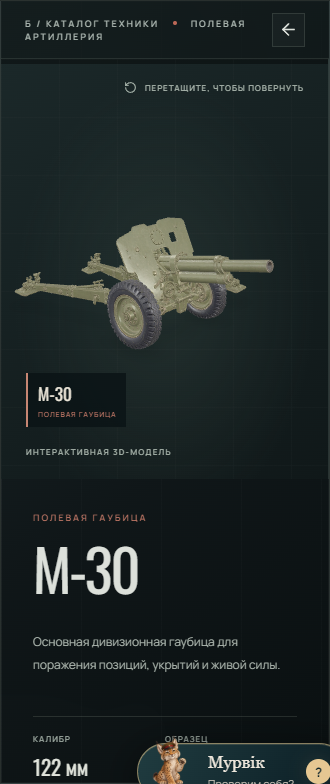 Б / КАТАЛОГ ТЕХНИКИ • ПОЛЕВАЯ
АРТИЛЛЕРИЯ
ПЕРЕТАЩИТЕ, ЧТОБЫ ПОВЕРНУТЬ
М-30
ПОЛЕВАЯ ГАУБИЦА
ИНТЕРАКТИВНАЯ 3D-МОДЕЛЬ
ПОЛЕВАЯ ГАУБИЦА
М-30
Основная дивизионная гаубица для
поражения позиций, укрытий и живой силы.
КАЛИБР ОБРАЗЕЦ
122 мм
Мурвік
?